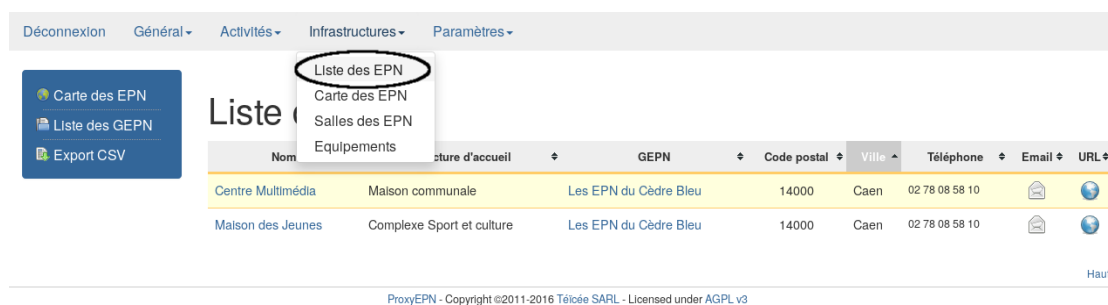 Déconnexion Général Activités Infrastructures Paramètres
Liste des EPN
Carte des EPN
Salles des EPN
Equipements
Carte des EPN
Liste des GEPN
Export CSV
Liste
Nom cture d'accueil GEPN Code postal Ville Téléphone Email URL
Centre Multimédia Maison communale Les EPN du Cèdre Bleu 14000 Caen 02 78 08 58 10
Maison des Jeunes Complexe Sport et culture Les EPN du Cèdre Bleu 14000 Caen 02 78 08 58 10
Haut
ProxyEPN - Copyright ©2011-2016 Téicée SARL - Licensed under AGPL v3